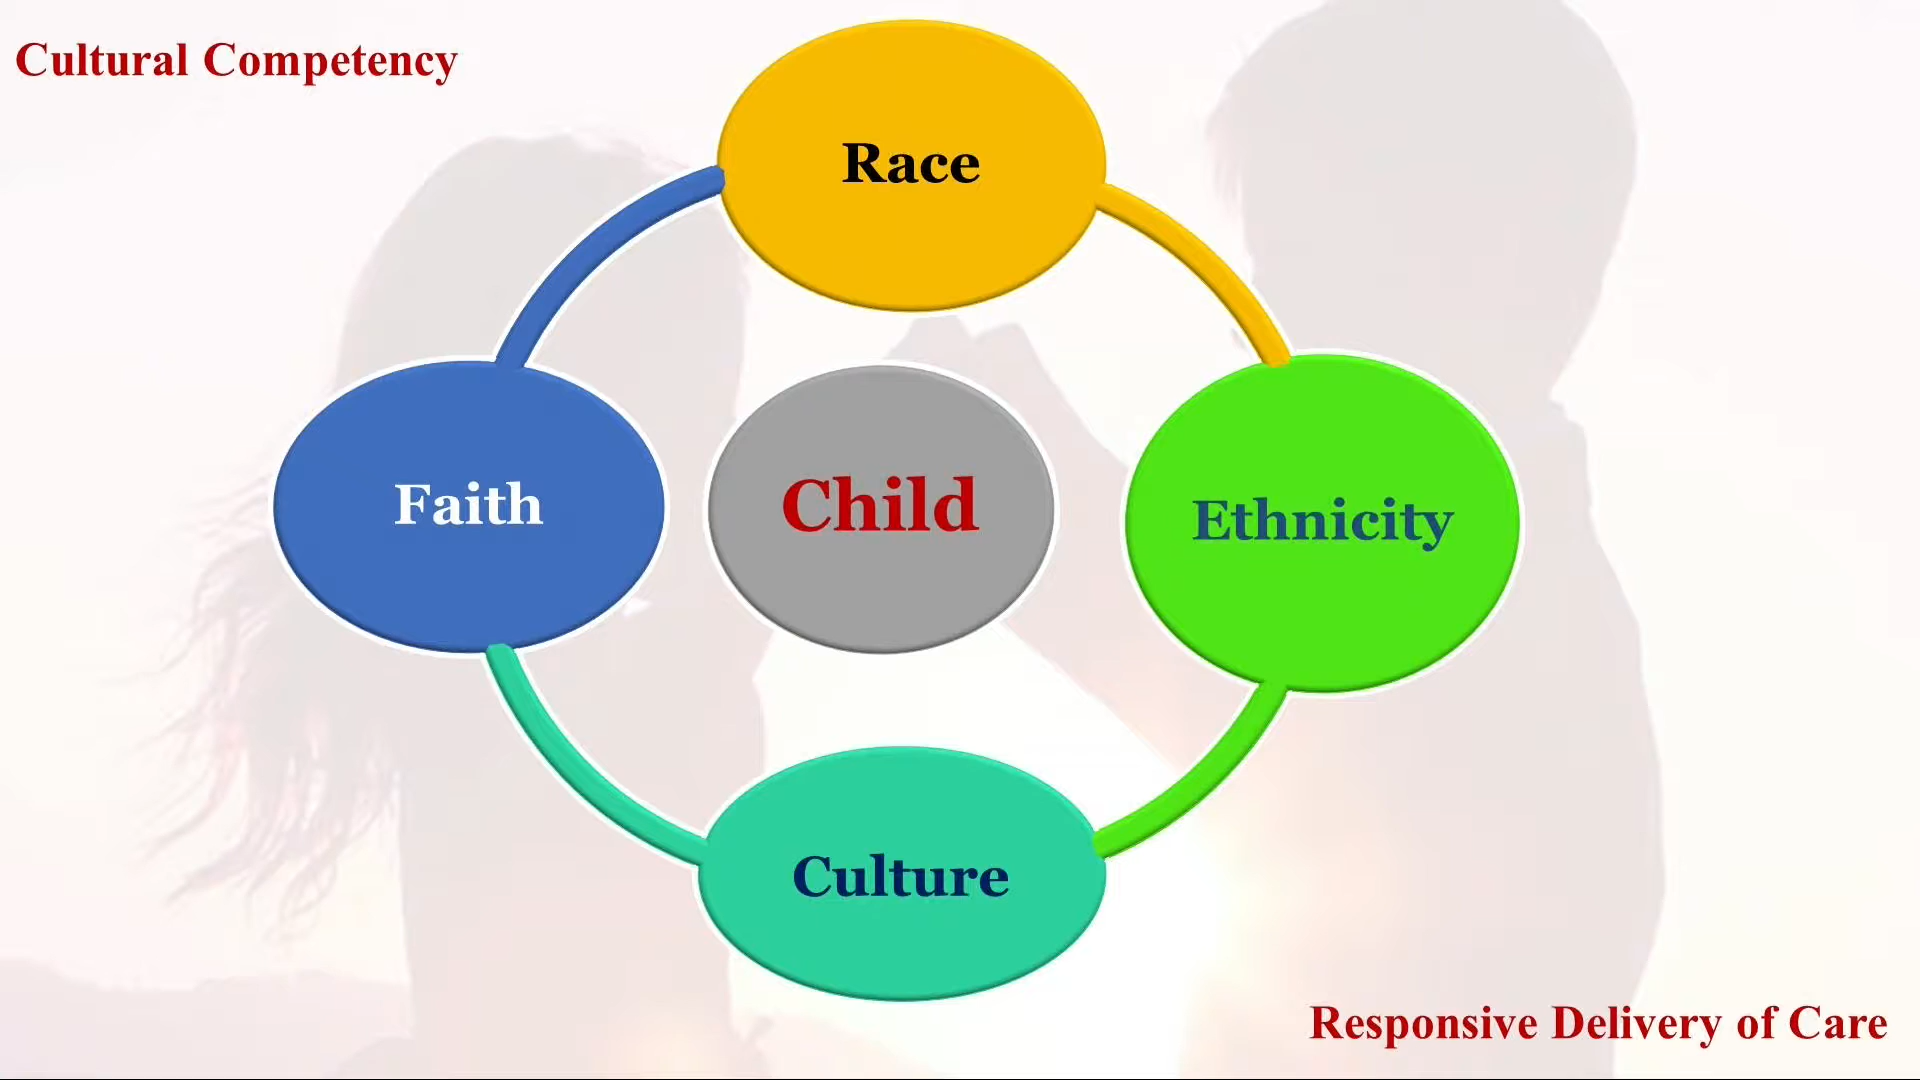 Cultural Competency
Race
Faith
Child
Ethnicity
Culture
Responsive Delivery of Care